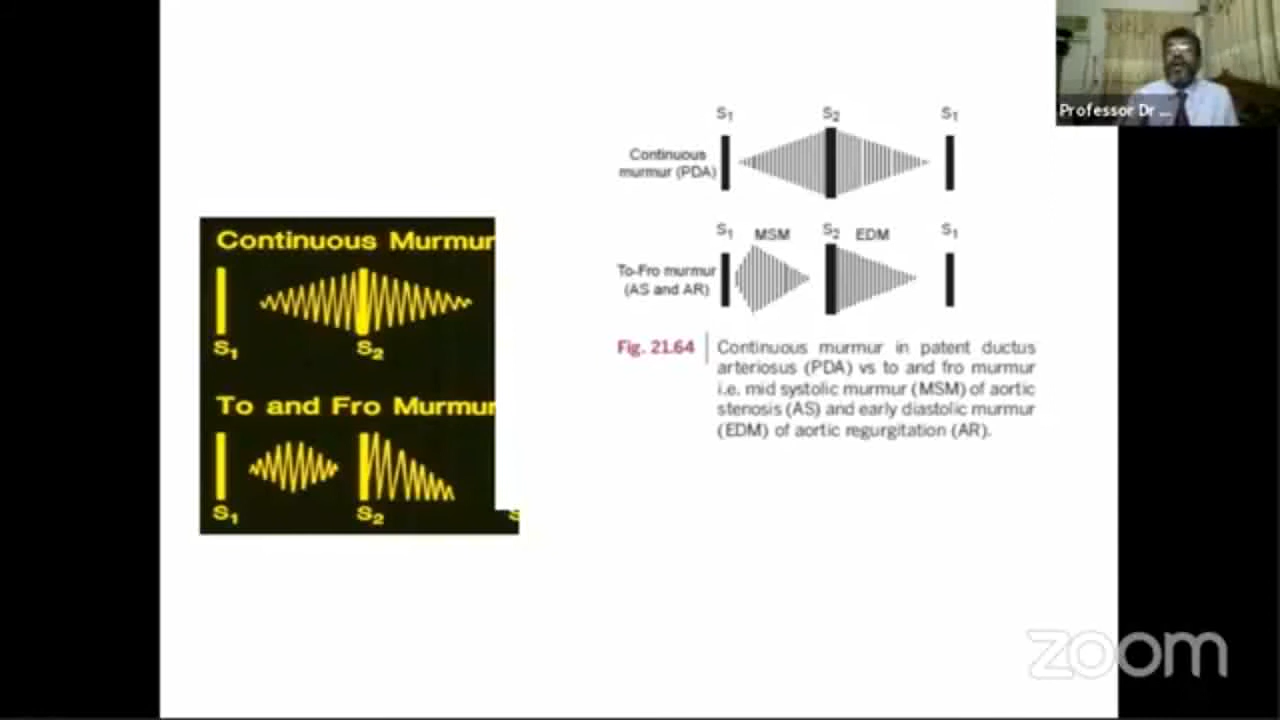 Professor Dr ...
S1 S2 S1
Continuous
murmur (PDA)
S1 MSM S2 EDM S1
To-Fro murmur
(AS and AR)
Fig. 21.64
Continuous murmur in patent ductus
arteriosus (PDA) vs to and fro murmur
i.e. mid systolic murmur (MSM) of aortic
stenosis (AS) and early diastolic murmur
(EDM) of aortic regurgitation (AR).
Continuous Murmur
S1 S2
To and Fro Murmur
S1 S2
zoom